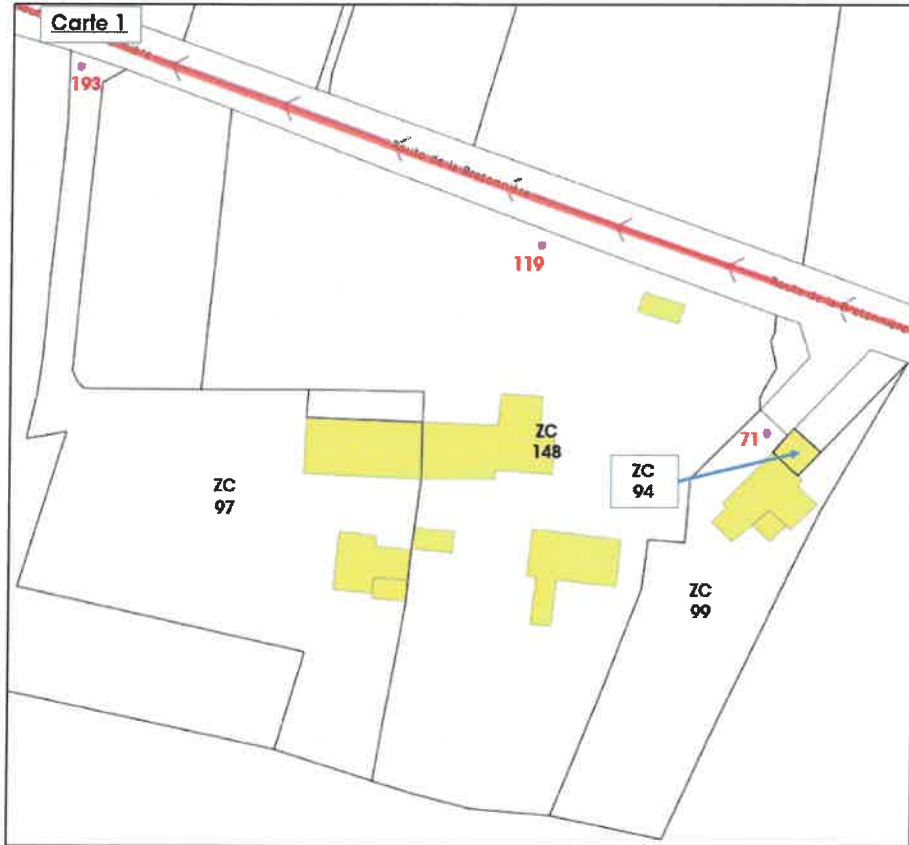 Carte 1
193
Route de la Bretonnière
119
Route de la Bretonnière
ZC
148
71
ZC
94
ZC
97
ZC
99